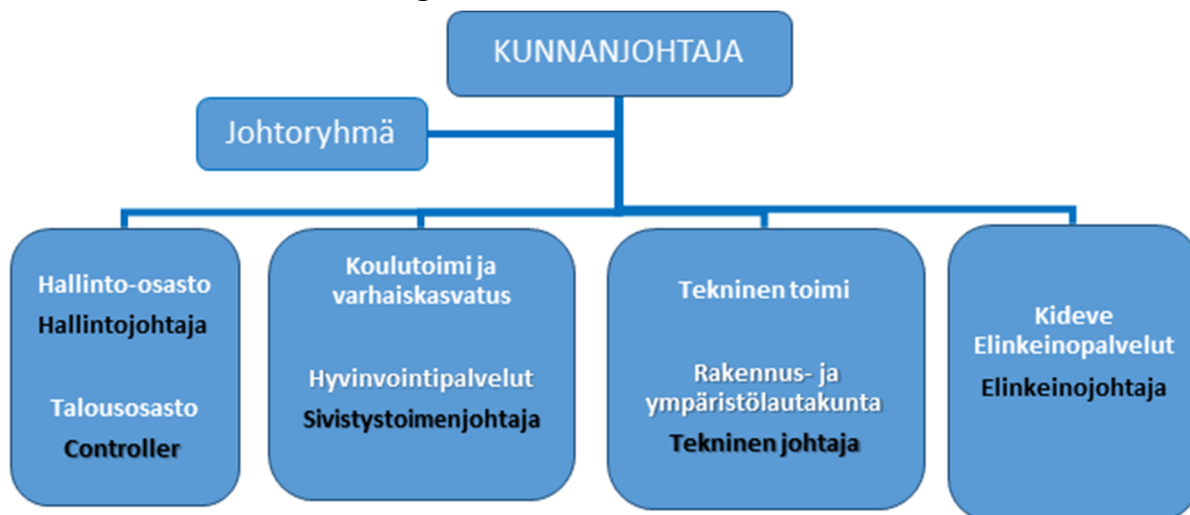 KUNNANJOHTAJA
Johtoryhmä
Hallinto-osasto
Hallintojohtaja
Talousosasto
Controller
Koulutoimi ja
varhaiskasvatus
Hyvinvointipalvelut
Sivistystoimenjohtaja
Tekninen toimi
Rakennus- ja
ympäristölautakunta
Tekninen johtaja
Kideve
Elinkeinopalvelut
Elinkeinojohtaja